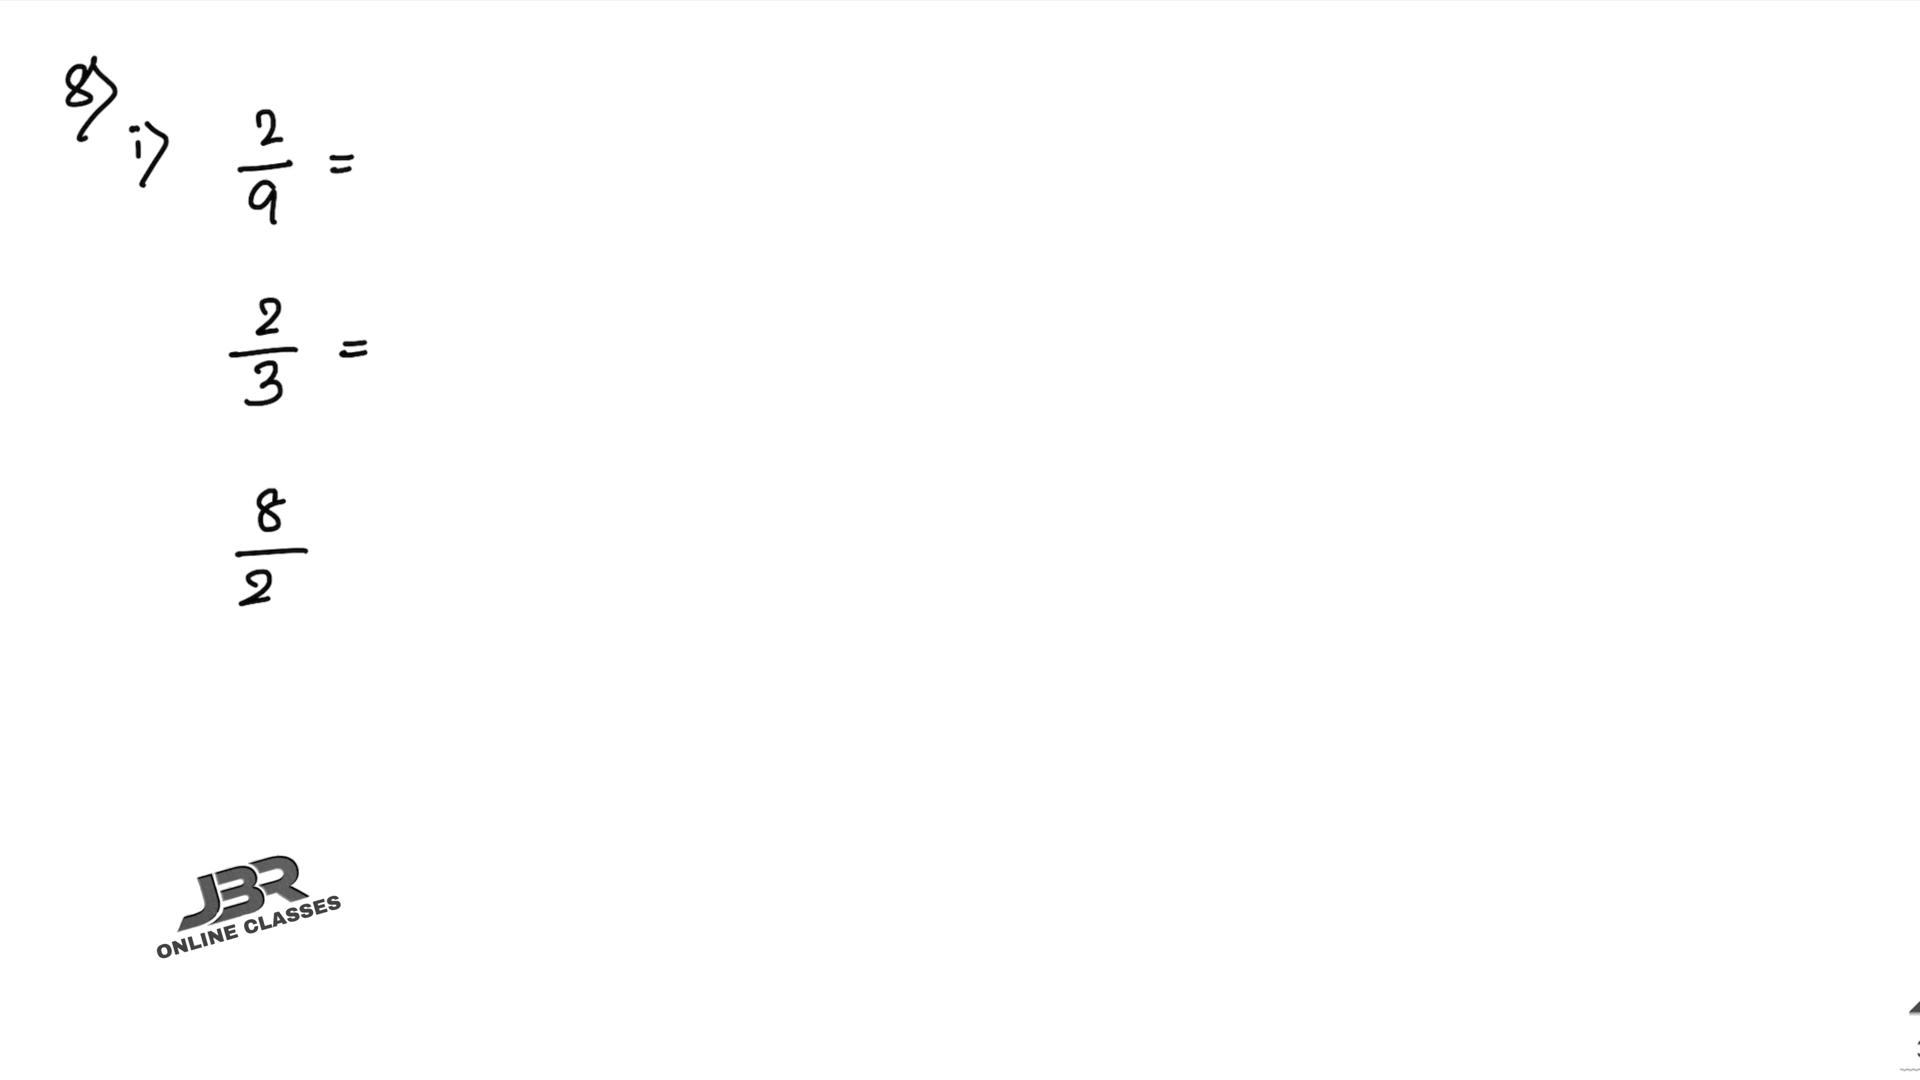 8)
i) 2/9 =
2/3 =
8/2
JBR
ONLINE CLASSES